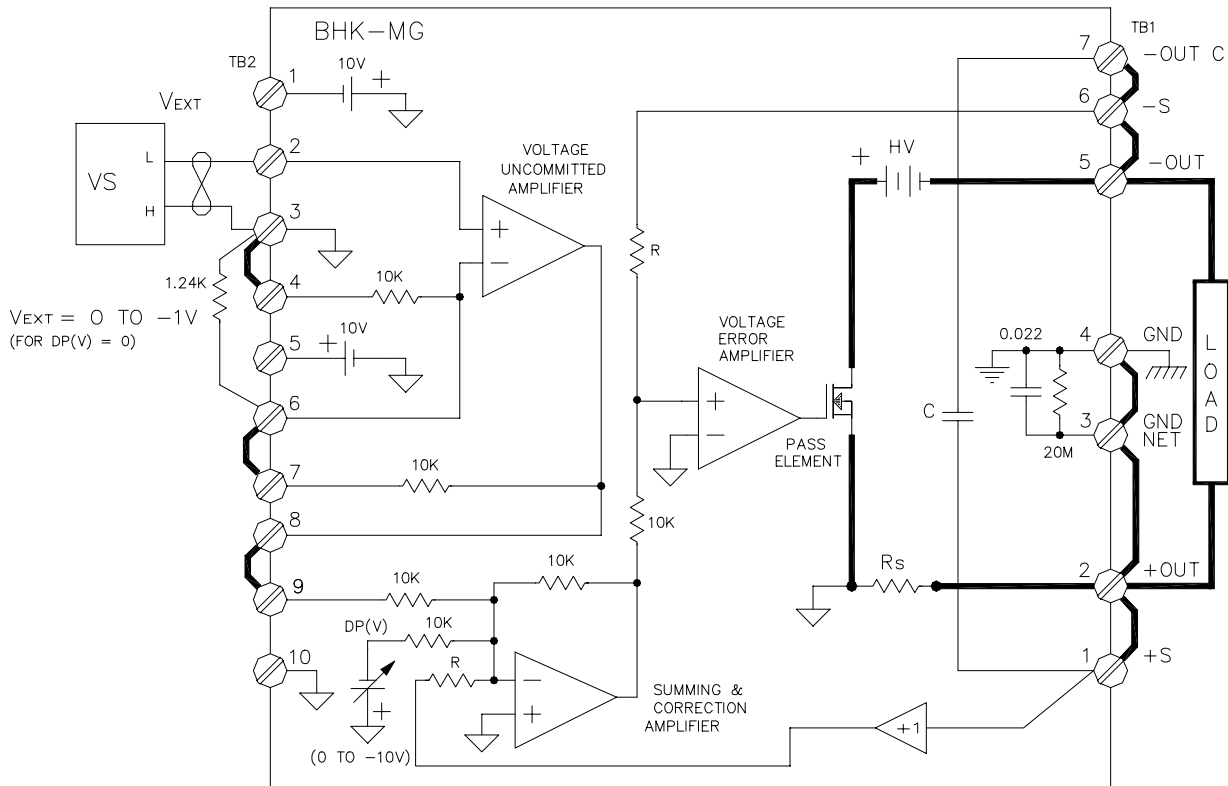 BHK-MG
TB2
TB1
1
10V
+
VEXT
VS
L
H
2
3
1.24K
4
10K
VEXT = 0 TO -1V
(FOR DP(V) = 0)
5
+
10V
6
7
10K
8
9
10K
10
DP(V)
10K
+
(0 TO -10V)
R
10K
VOLTAGE
UNCOMMITTED
AMPLIFIER
+
−
R
VOLTAGE
ERROR
AMPLIFIER
+
−
10K
PASS
ELEMENT
−
+
SUMMING &
CORRECTION
AMPLIFIER
+
HV
C
Rs
+1
0.022
20M
7
-OUT C
6
-S
5
-OUT
4
GND
3
GND
NET
2
+OUT
1
+S
LOAD